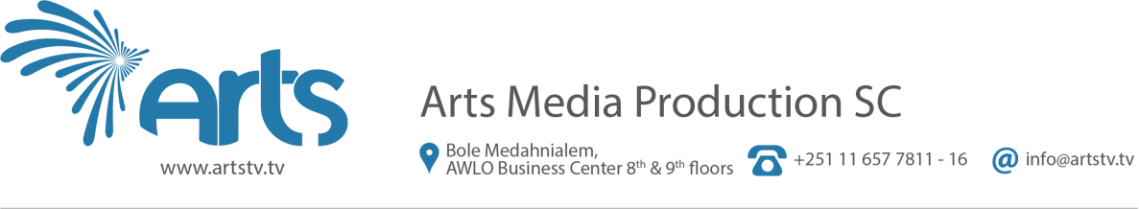 arts
www.artstv.tv
Arts Media Production SC
Bole Medahnialem,
AWLO Business Center 8th & 9th floors
+251 11 657 7811 - 16
@ info@artstv.tv